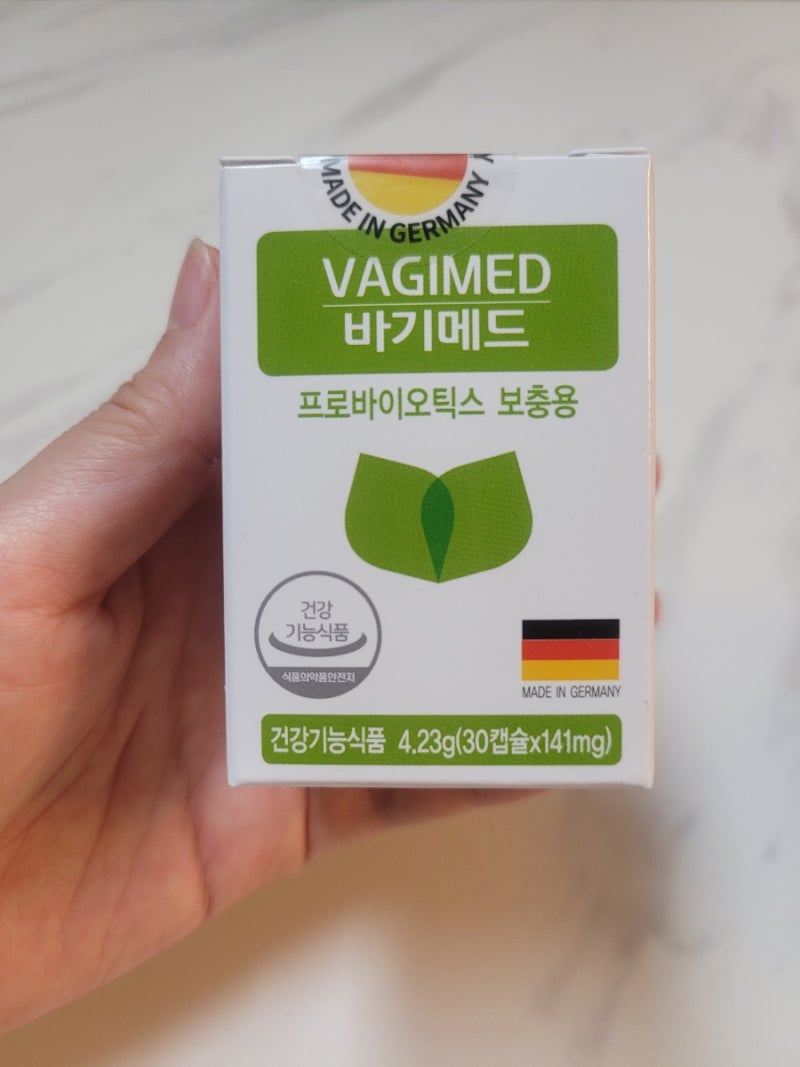 MADE IN GERMANY
VAGIMED
바기메드
프로바이오틱스 보충용
건강
기능식품
식품의약품안전처
MADE IN GERMANY
건강기능식품 4.23g(30캡슐x141mg)